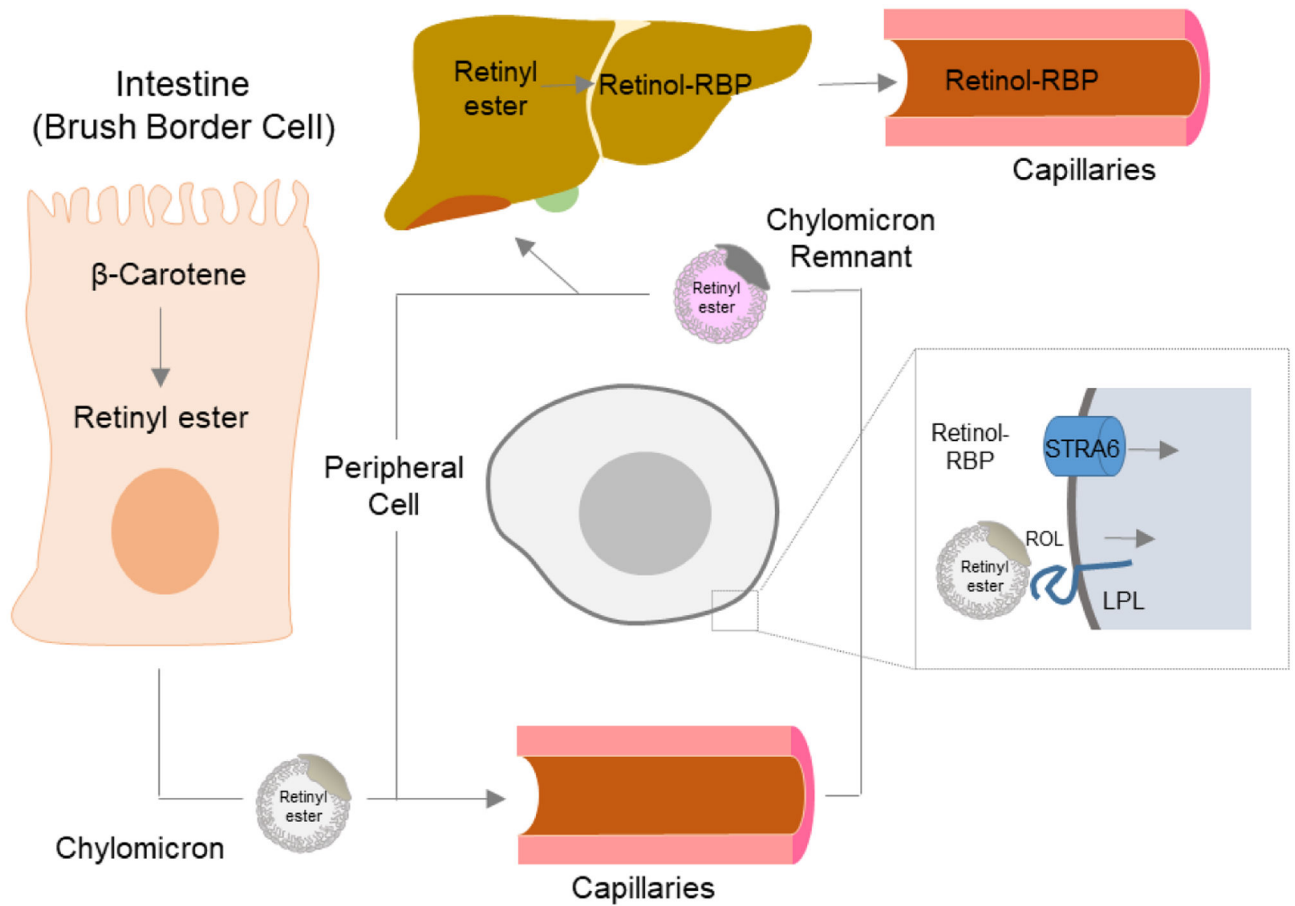 Intestine
(Brush Border Cell)
β-Carotene
Retinyl ester
Chylomicron
Retinyl
ester
Capillaries
Peripheral
Cell
Chylomicron
Remnant
Retinyl
ester
Retinyl
ester
Retinol-RBP
Retinol-RBP
Capillaries
Retinol-
RBP
STRA6
ROL
Retinyl
ester
LPL